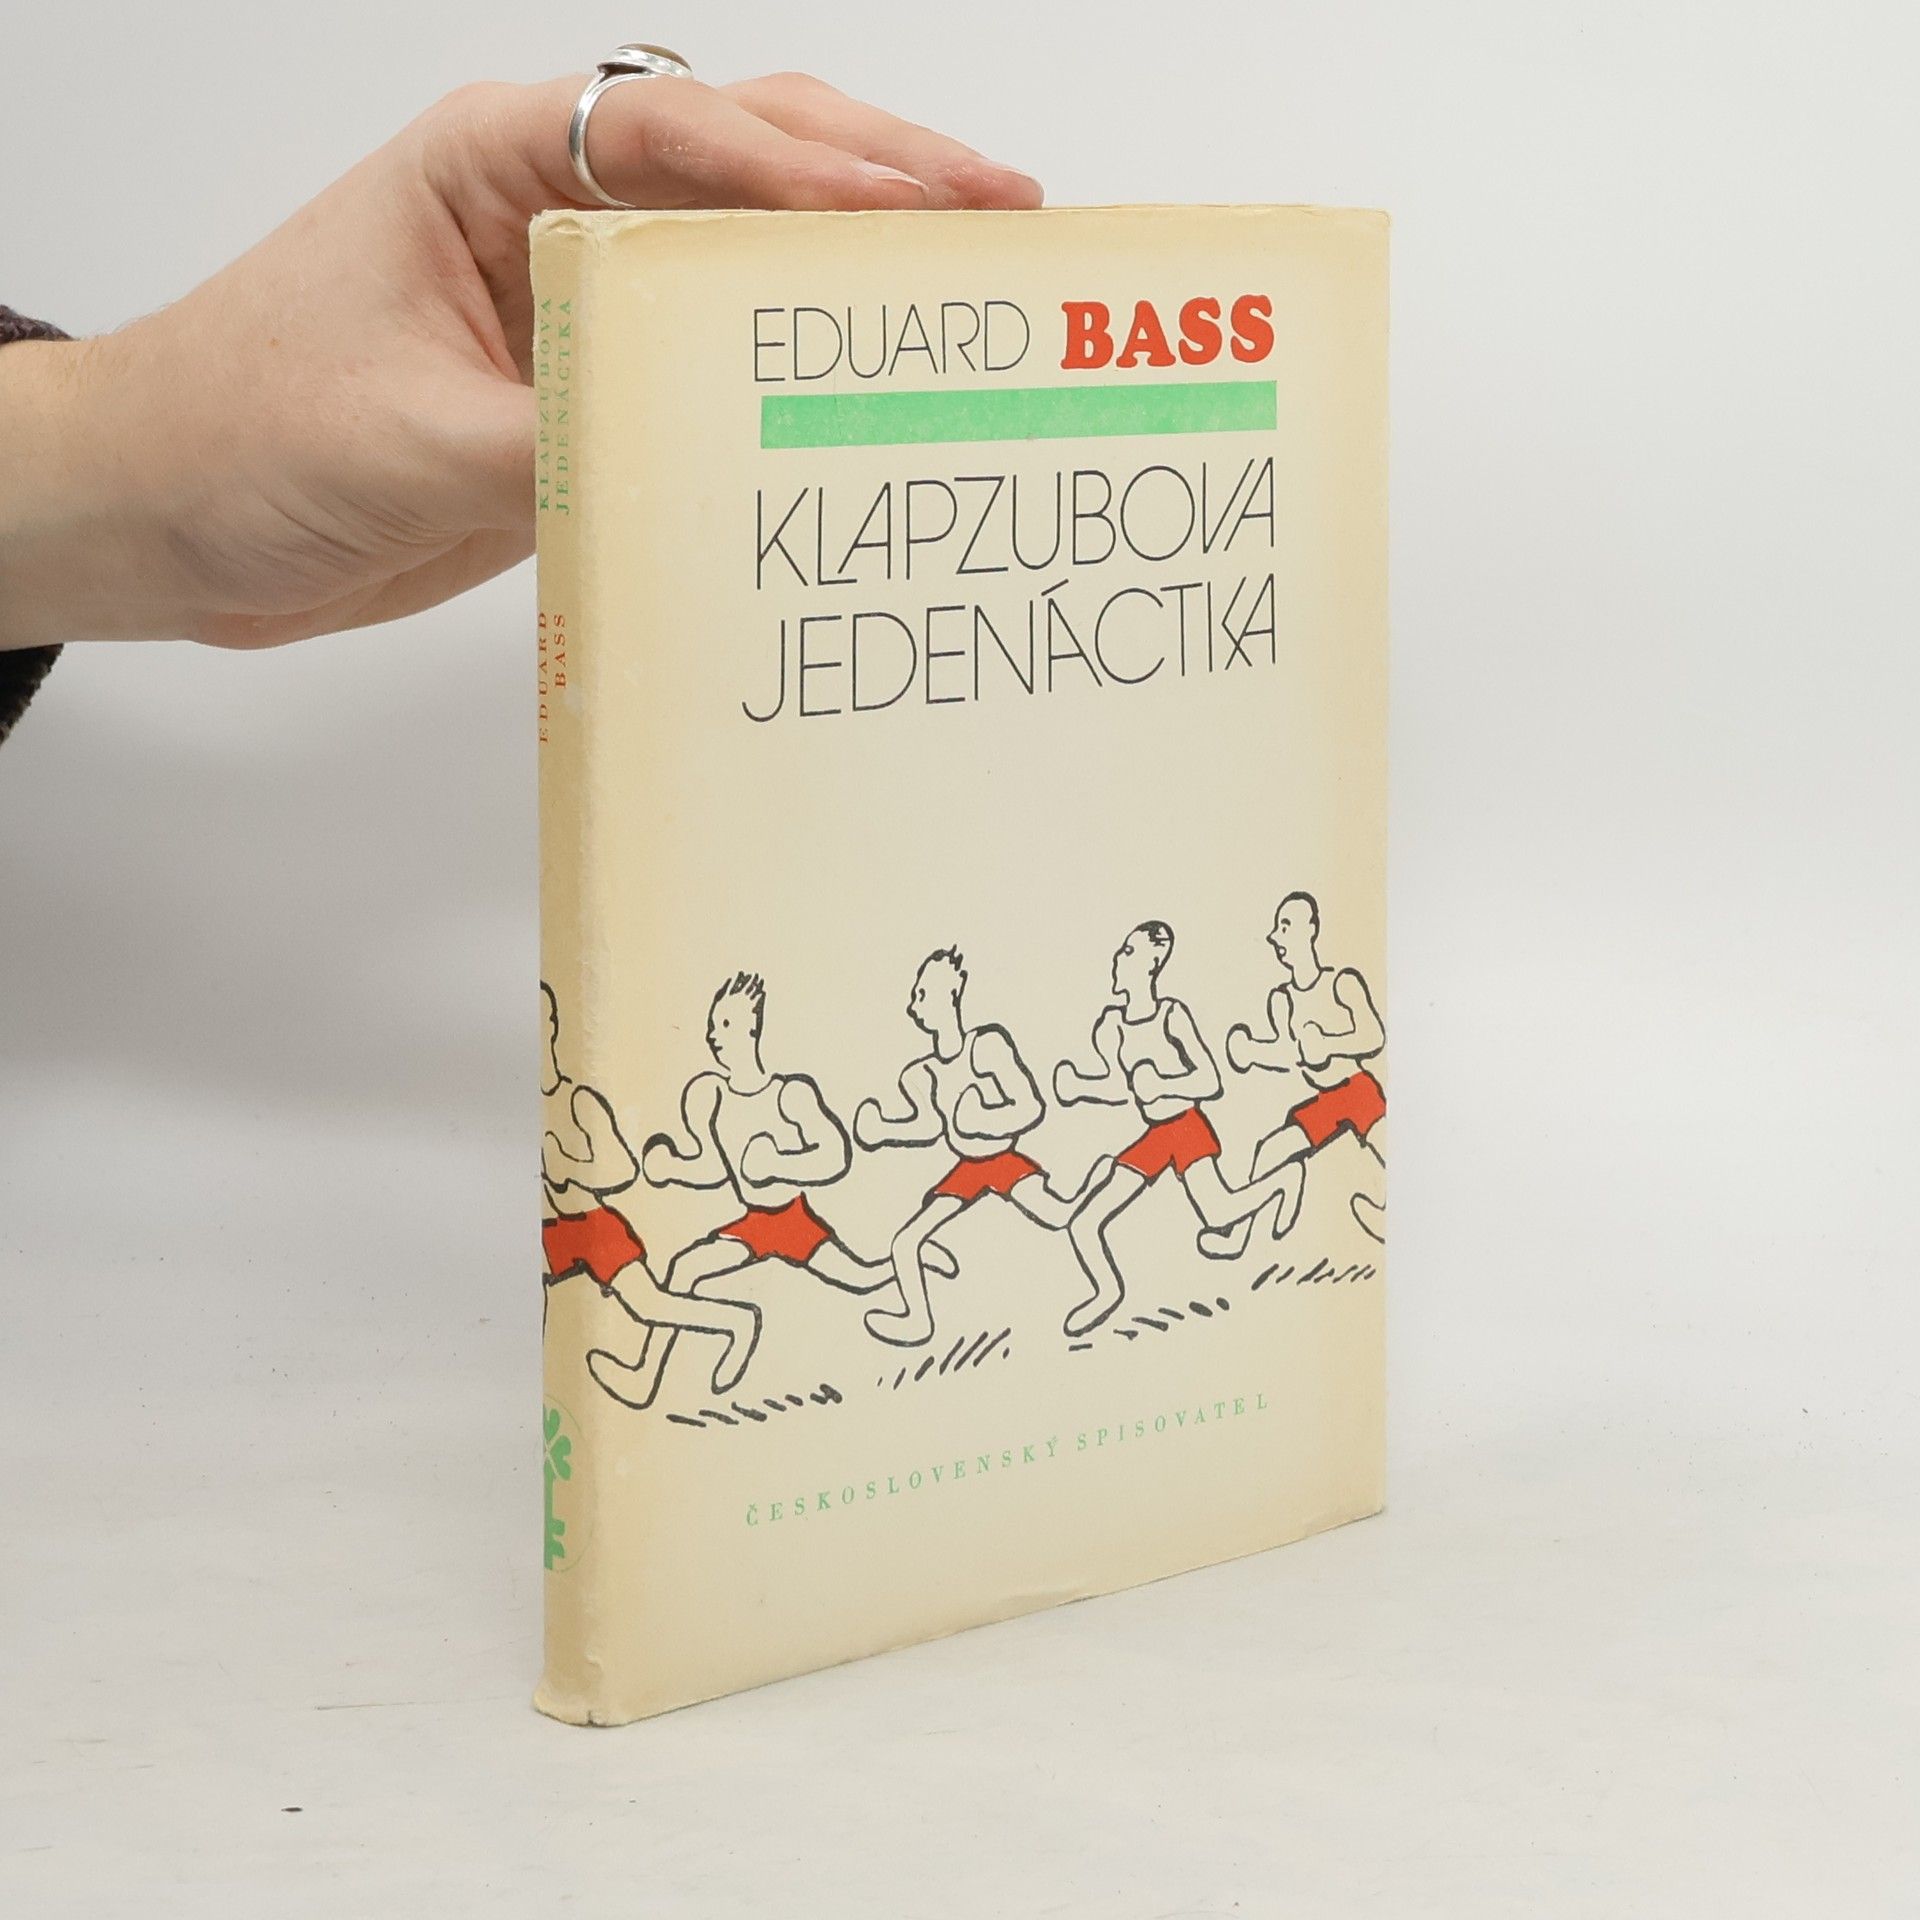 EDUARD BASS
KLAPZUBOVA
JEDENÁCTKA
ČESKOSLOVENSKÝ SPISOVATEL
KLAPZUBOVA
JEDENÁCTKA
EDUARD
BASS